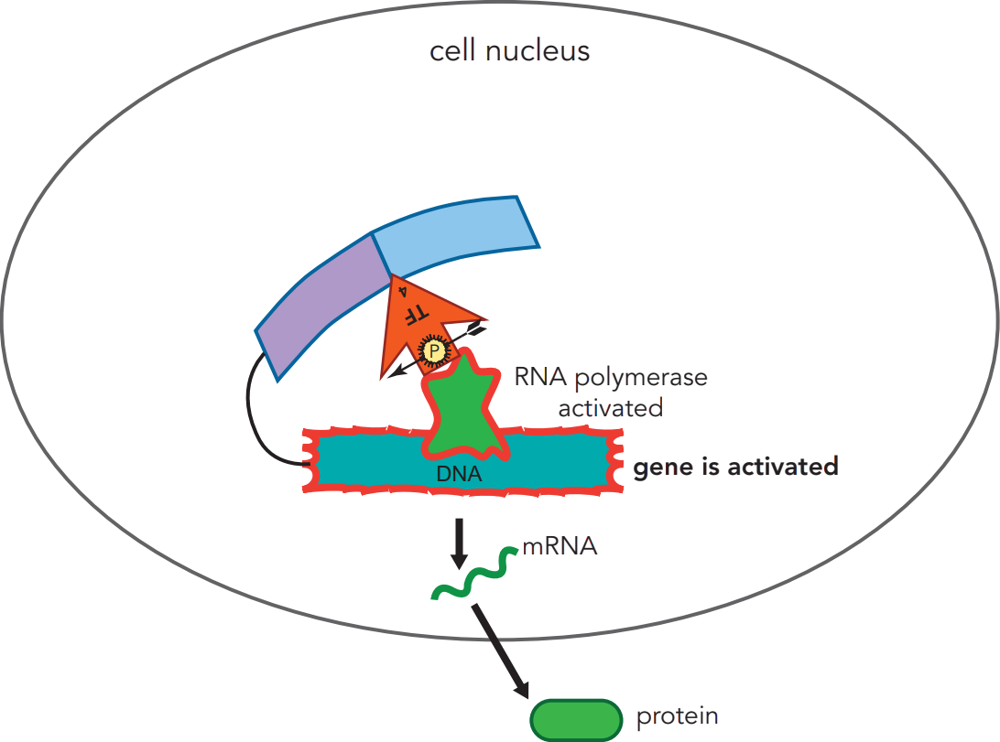 cell nucleus
TF
4
P
RNA polymerase
activated
DNA
gene is activated
mRNA
protein